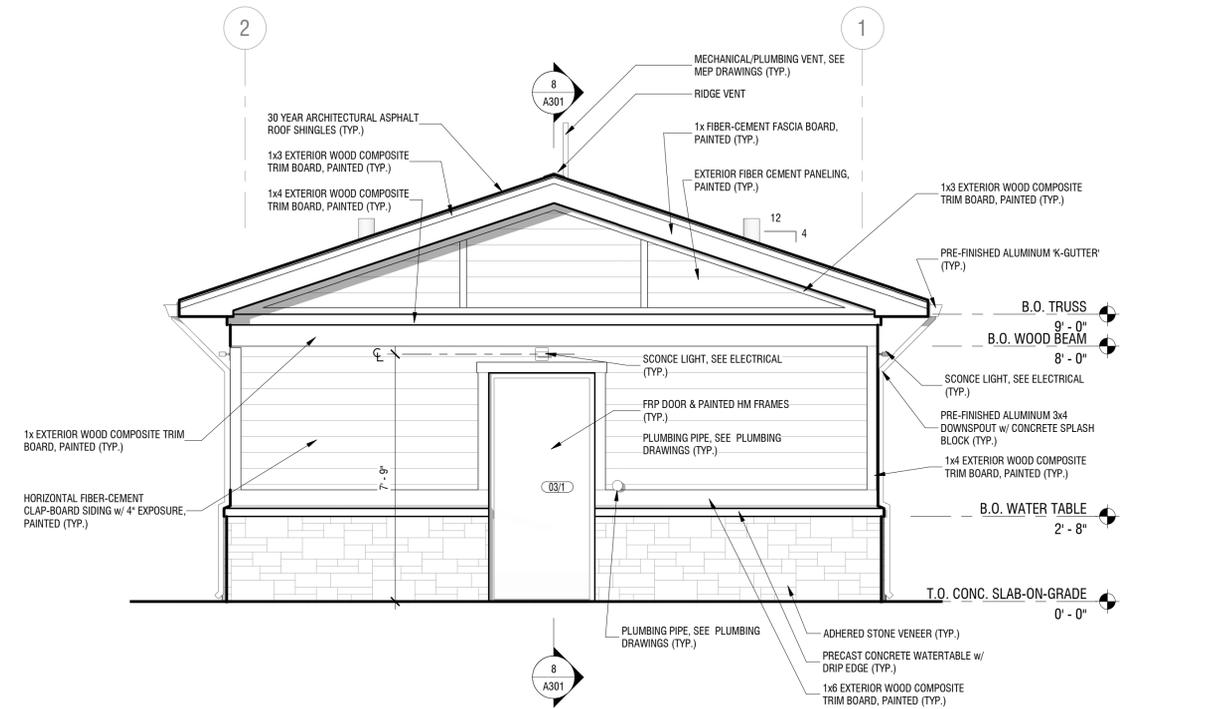 2
1
8
A301
MECHANICAL/PLUMBING VENT, SEE
MEP DRAWINGS (TYP.)
RIDGE VENT
30 YEAR ARCHITECTURAL ASPHALT
ROOF SHINGLES (TYP.)
1x FIBER-CEMENT FASCIA BOARD,
PAINTED (TYP.)
1x3 EXTERIOR WOOD COMPOSITE
TRIM BOARD, PAINTED (TYP.)
EXTERIOR FIBER CEMENT PANELING,
PAINTED (TYP.)
1x4 EXTERIOR WOOD COMPOSITE
TRIM BOARD, PAINTED (TYP.)
1x3 EXTERIOR WOOD COMPOSITE
TRIM BOARD, PAINTED (TYP.)
12
4
PRE-FINISHED ALUMINUM 'K-GUTTER'
(TYP.)
B.O. TRUSS
9' - 0"
B.O. WOOD BEAM
8' - 0"
CL
SCONCE LIGHT, SEE ELECTRICAL
(TYP.)
SCONCE LIGHT, SEE ELECTRICAL
(TYP.)
FRP DOOR & PAINTED HM FRAMES
(TYP.)
PRE-FINISHED ALUMINUM 3x4
DOWNSPOUT w/ CONCRETE SPLASH
BLOCK (TYP.)
PLUMBING PIPE, SEE PLUMBING
DRAWINGS (TYP.)
1x EXTERIOR WOOD COMPOSITE TRIM
BOARD, PAINTED (TYP.)
1x4 EXTERIOR WOOD COMPOSITE
TRIM BOARD, PAINTED (TYP.)
7' - 9"
03/1
HORIZONTAL FIBER-CEMENT
CLAP-BOARD SIDING w/ 4" EXPOSURE,
PAINTED (TYP.)
B.O. WATER TABLE
2' - 8"
T.O. CONC. SLAB-ON-GRADE
0' - 0"
PLUMBING PIPE, SEE PLUMBING
DRAWINGS (TYP.)
ADHERED STONE VENEER (TYP.)
PRECAST CONCRETE WATERTABLE w/
DRIP EDGE (TYP.)
1x6 EXTERIOR WOOD COMPOSITE
TRIM BOARD, PAINTED (TYP.)
8
A301